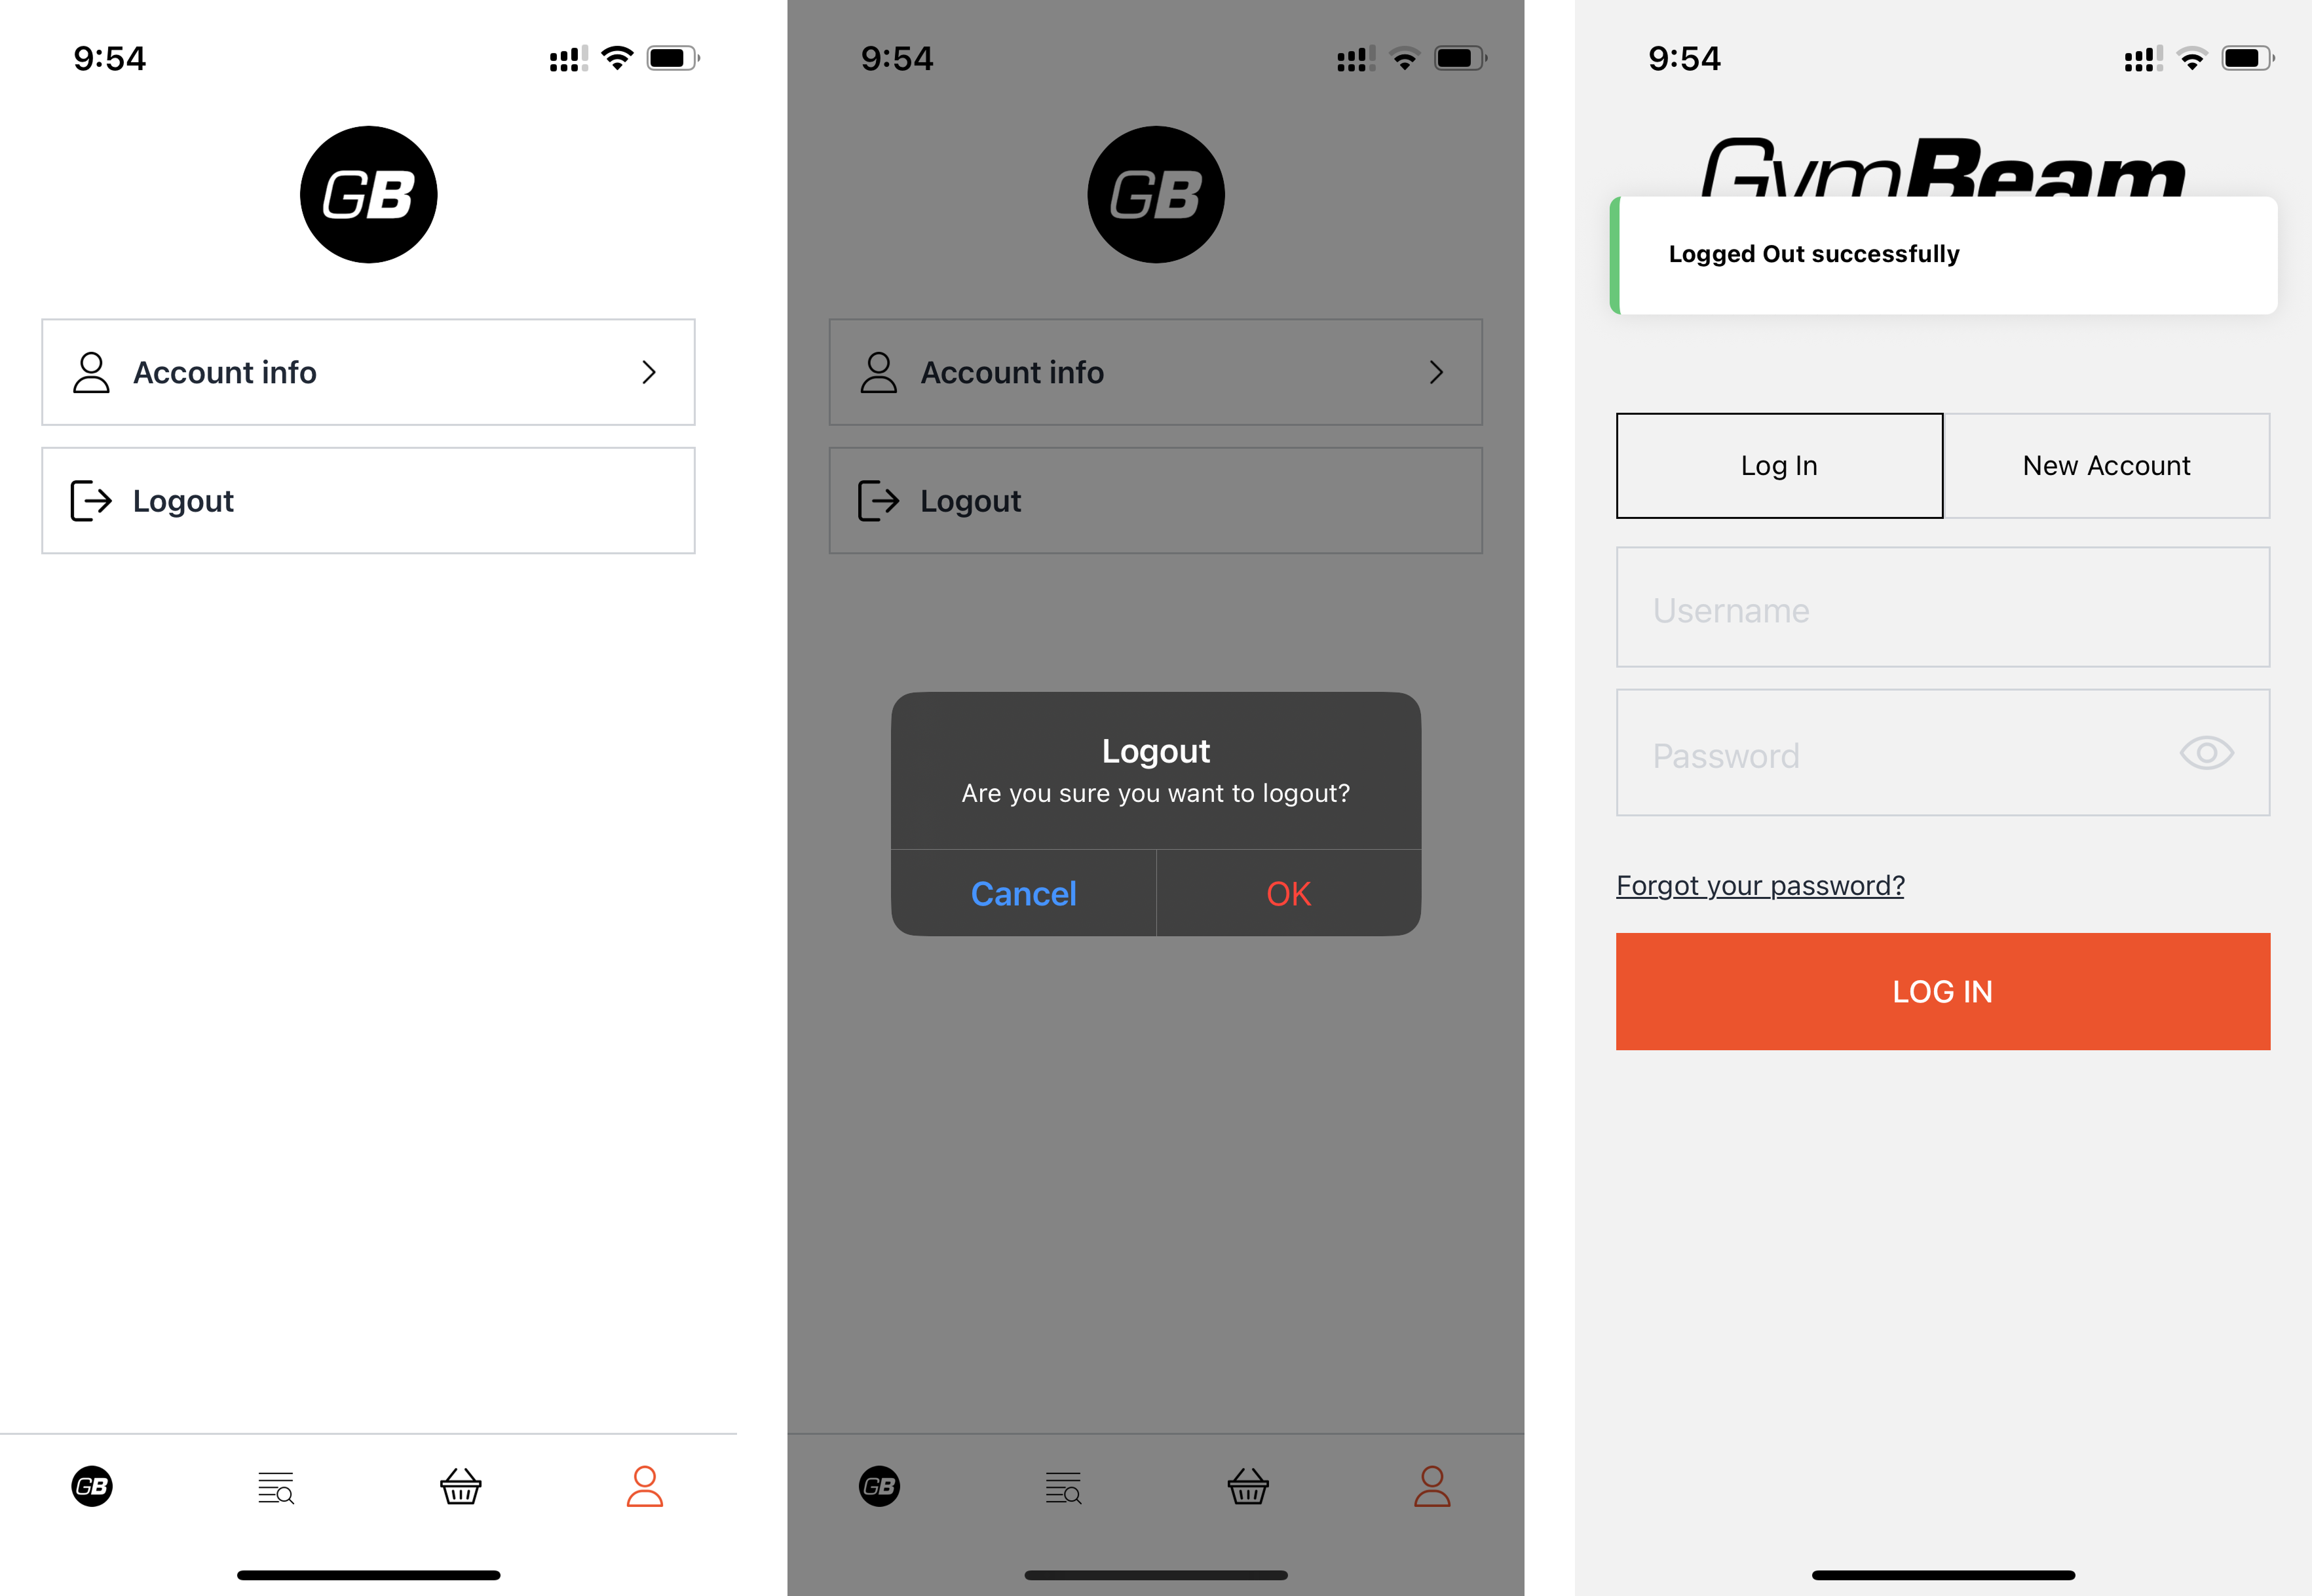 9:54
GB
Account info
Logout
GB
9:54
GB
Account info
Logout
Logout
Are you sure you want to logout?
Cancel
OK
GB
9:54
GymBeam
Logged Out successfully
Log In
New Account
Username
Password
Forgot your password?
LOG IN